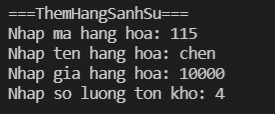 ===ThemHangSanhSu===
Nhap ma hang hoa: 115
Nhap ten hang hoa: chen
Nhap gia hang hoa: 10000
Nhap so luong ton kho: 4